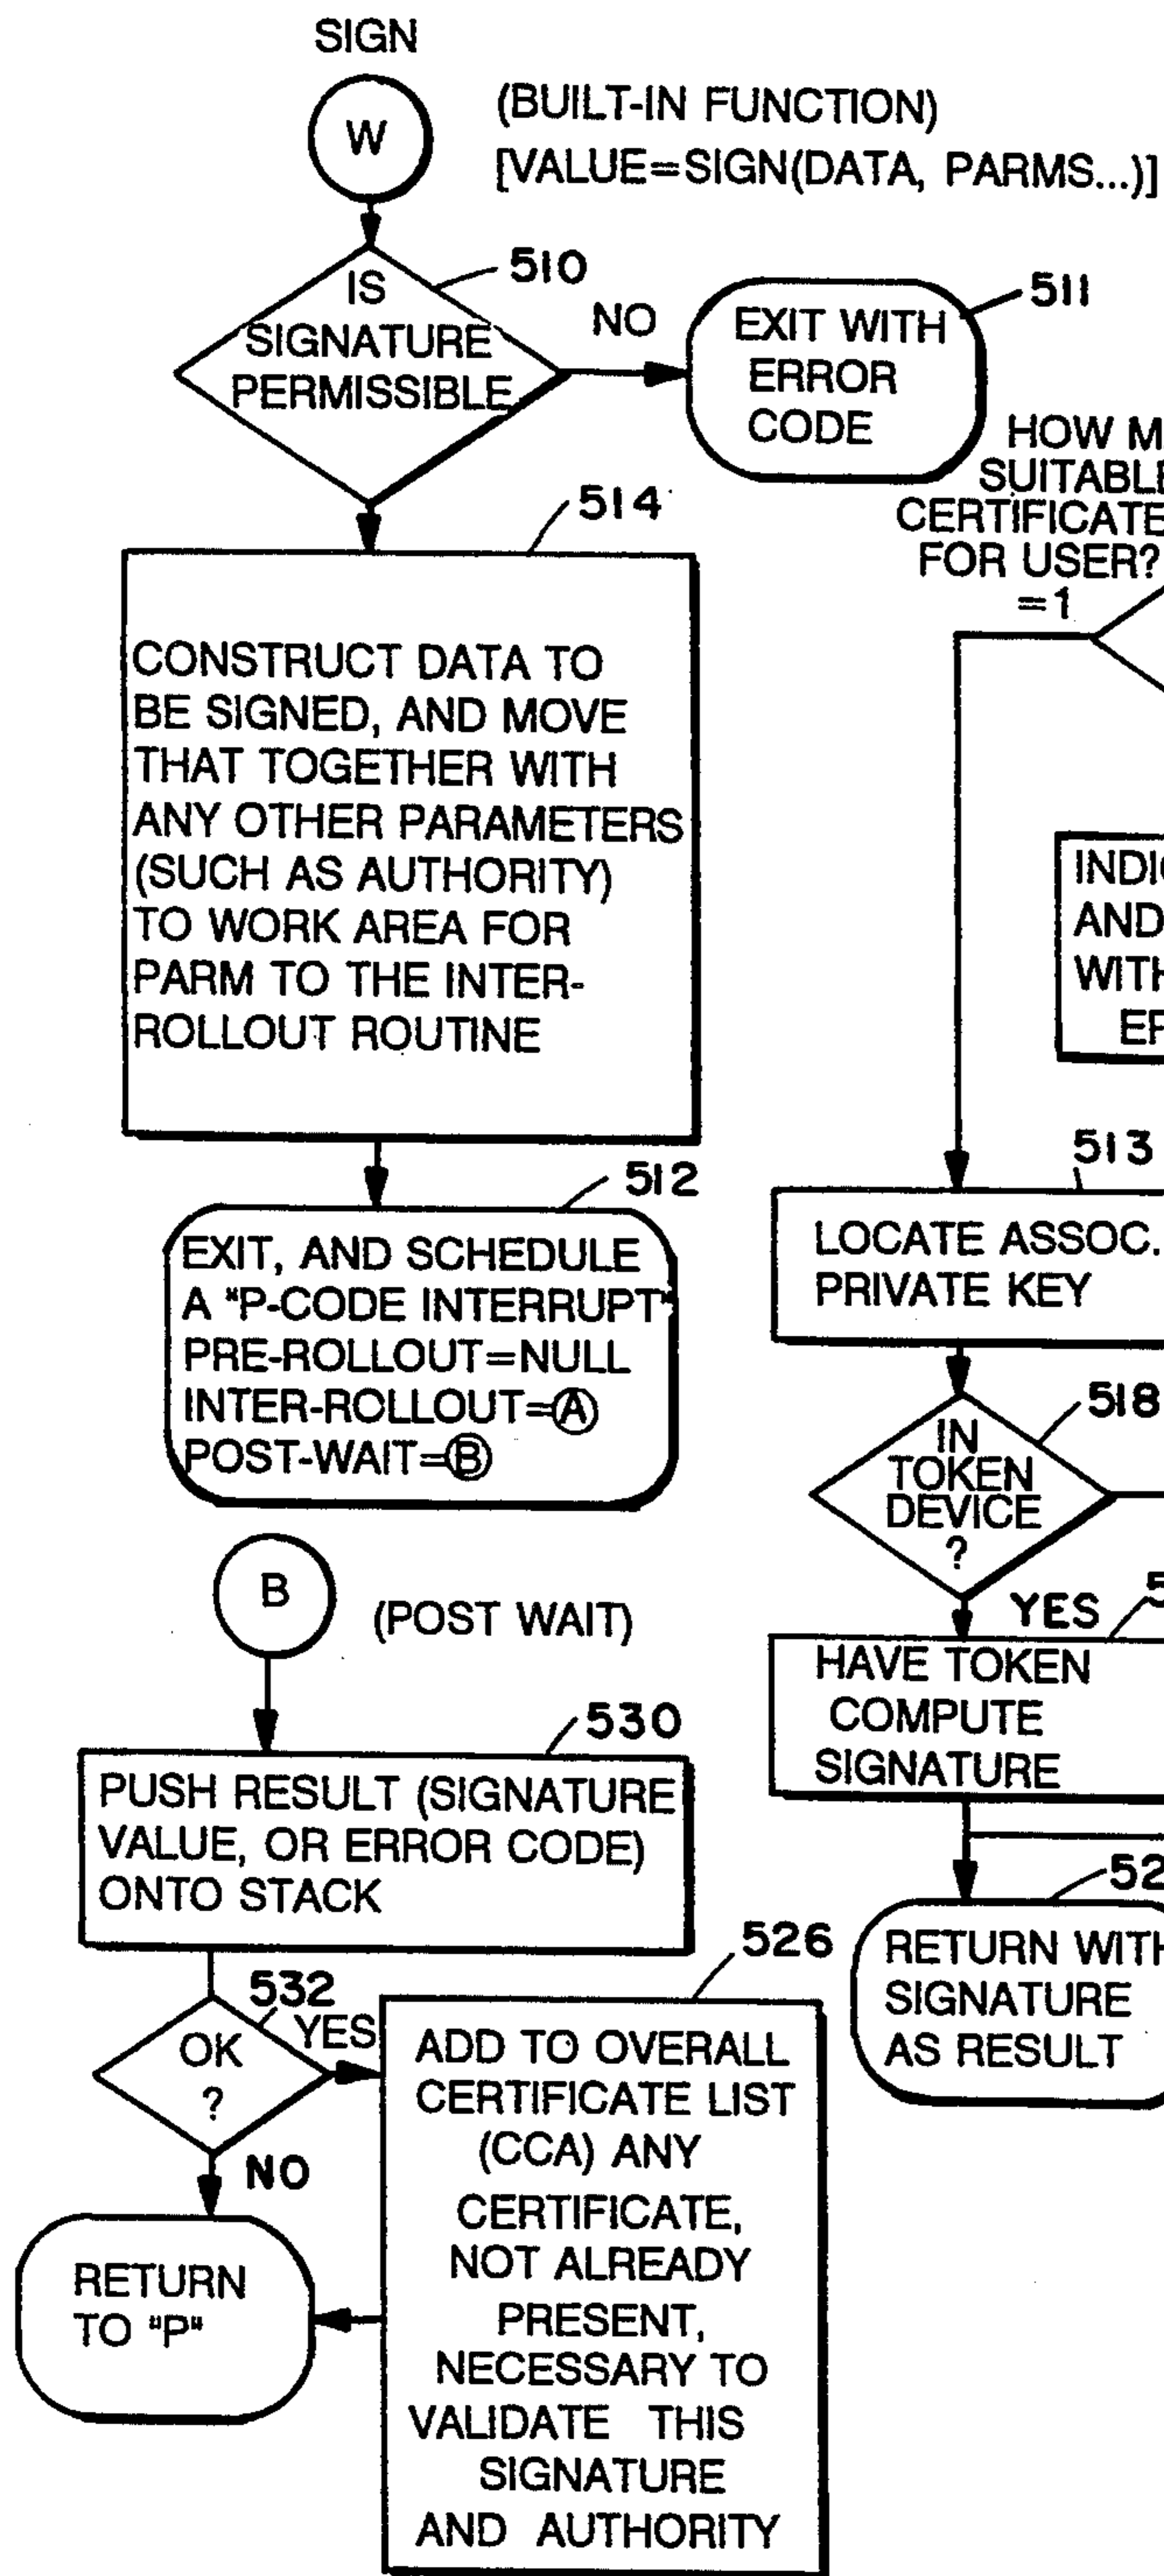 SIGN
W
(BUILT-IN FUNCTION)
[VALUE=SIGN(DATA, PARMS...)]
510
IS
SIGNATURE
PERMISSIBLE
NO
511
EXIT WITH
ERROR
CODE
514
CONSTRUCT DATA TO
BE SIGNED, AND MOVE
THAT TOGETHER WITH
ANY OTHER PARAMETERS
(SUCH AS AUTHORITY)
TO WORK AREA FOR
PARM TO THE INTER-
ROLLOUT ROUTINE
512
EXIT, AND SCHEDULE
A "P-CODE INTERRUPT"
PRE-ROLLOUT=NULL
INTER-ROLLOUT=Ⓐ
POST-WAIT=Ⓑ
B
(POST WAIT)
530
PUSH RESULT (SIGNATURE
VALUE, OR ERROR CODE)
ONTO STACK
532
OK
?
YES
NO
RETURN
TO "P"
526
ADD TO OVERALL
CERTIFICATE LIST
(CCA) ANY
CERTIFICATE,
NOT ALREADY
PRESENT,
NECESSARY TO
VALIDATE THIS
SIGNATURE
AND AUTHORITY
HOW
SUITABLE
CERTIFICATE
FOR USER?
=1
AND
513
LOCATE ASSOC.
PRIVATE KEY
518
IN
TOKEN
DEVICE
?
YES
HAVE TOKEN
COMPUTE
SIGNATURE
RETURN WITH
SIGNATURE
AS RESULT